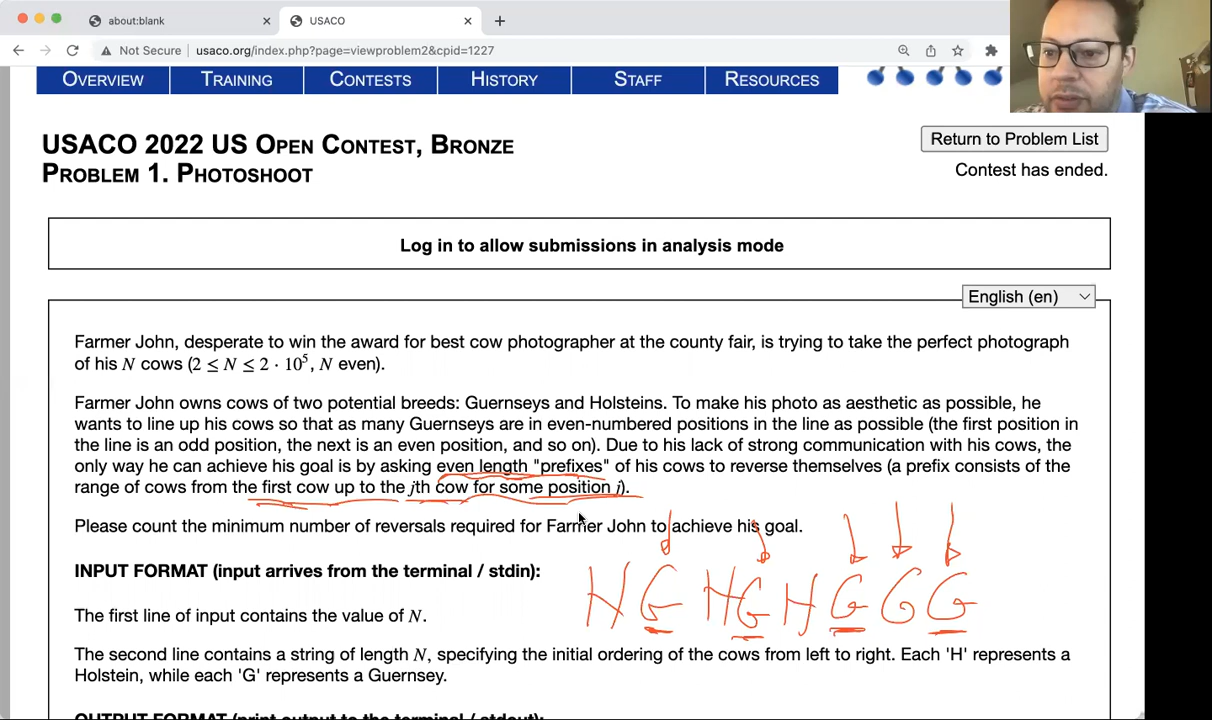 about:blank
USACO
Not Secure
usaco.org/index.php?page=viewproblem2&cpid=1227
OVERVIEW TRAINING CONTESTS HISTORY STAFF RESOURCES
USACO 2022 US OPEN CONTEST, BRONZE
PROBLEM 1. PHOTOSHOOT
Return to Problem List
Contest has ended.
Log in to allow submissions in analysis mode
English (en)
Farmer John, desperate to win the award for best cow photographer at the county fair, is trying to take the perfect photograph
of his N cows (2 ≤ N ≤ 2 · 10⁵, N even).
Farmer John owns cows of two potential breeds: Guernseys and Holsteins. To make his photo as aesthetic as possible, he
wants to line up his cows so that as many Guernseys are in even-numbered positions in the line as possible (the first position in
the line is an odd position, the next is an even position, and so on). Due to his lack of strong communication with his cows, the
only way he can achieve his goal is by asking even length "prefixes" of his cows to reverse themselves (a prefix consists of the
range of cows from the first cow up to the jth cow for some position j).
Please count the minimum number of reversals required for Farmer John to achieve his goal.
INPUT FORMAT (input arrives from the terminal / stdin):
H G H G H G G G
The first line of input contains the value of N.
The second line contains a string of length N, specifying the initial ordering of the cows from left to right. Each 'H' represents a
Holstein, while each 'G' represents a Guernsey.
OUTPUT FORMAT (print output to the terminal / stdout):